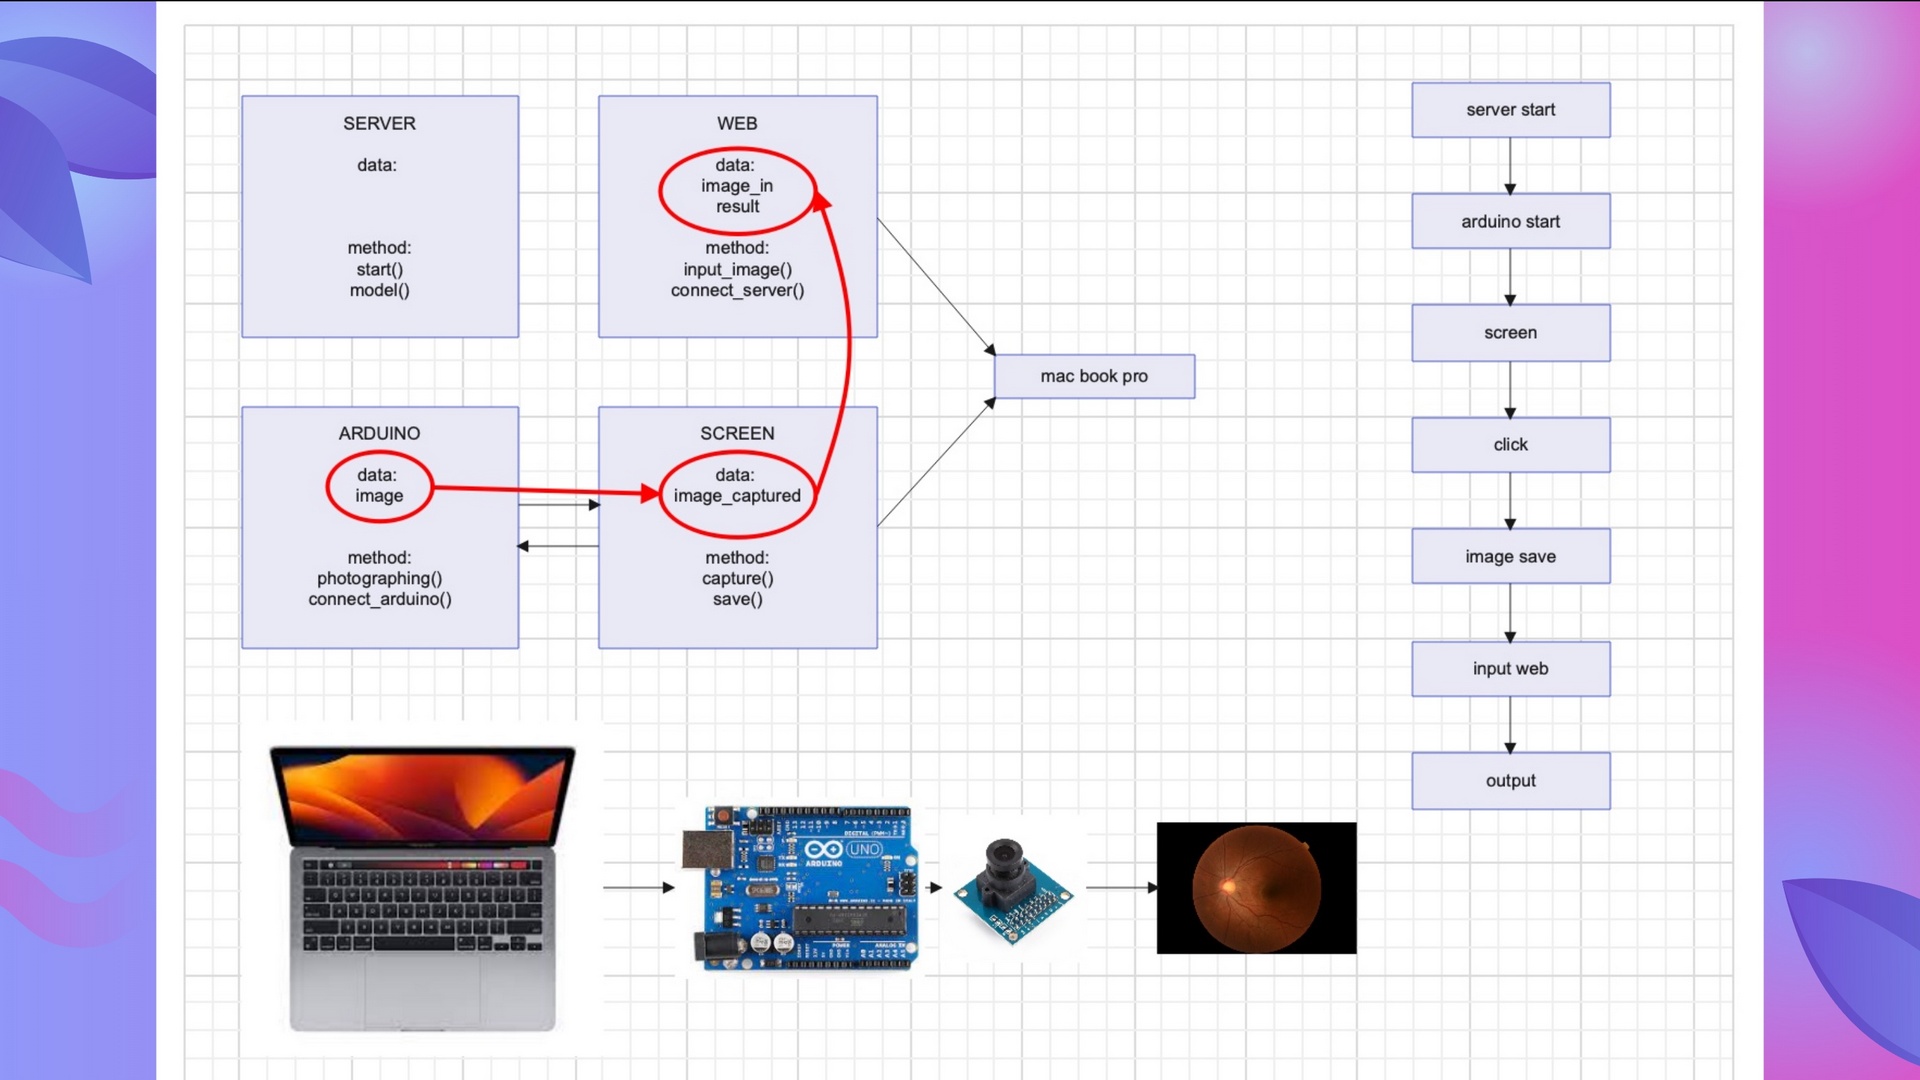 SERVER
data:
method:
start()
model()
WEB
data:
image_in
result
method:
input_image()
connect_server()
ARDUINO
data:
image
method:
photographing()
connect_arduino()
SCREEN
data:
image_captured
method:
capture()
save()
mac book pro
server start
arduino start
screen
click
image save
input web
output
UNO
ARDUINO